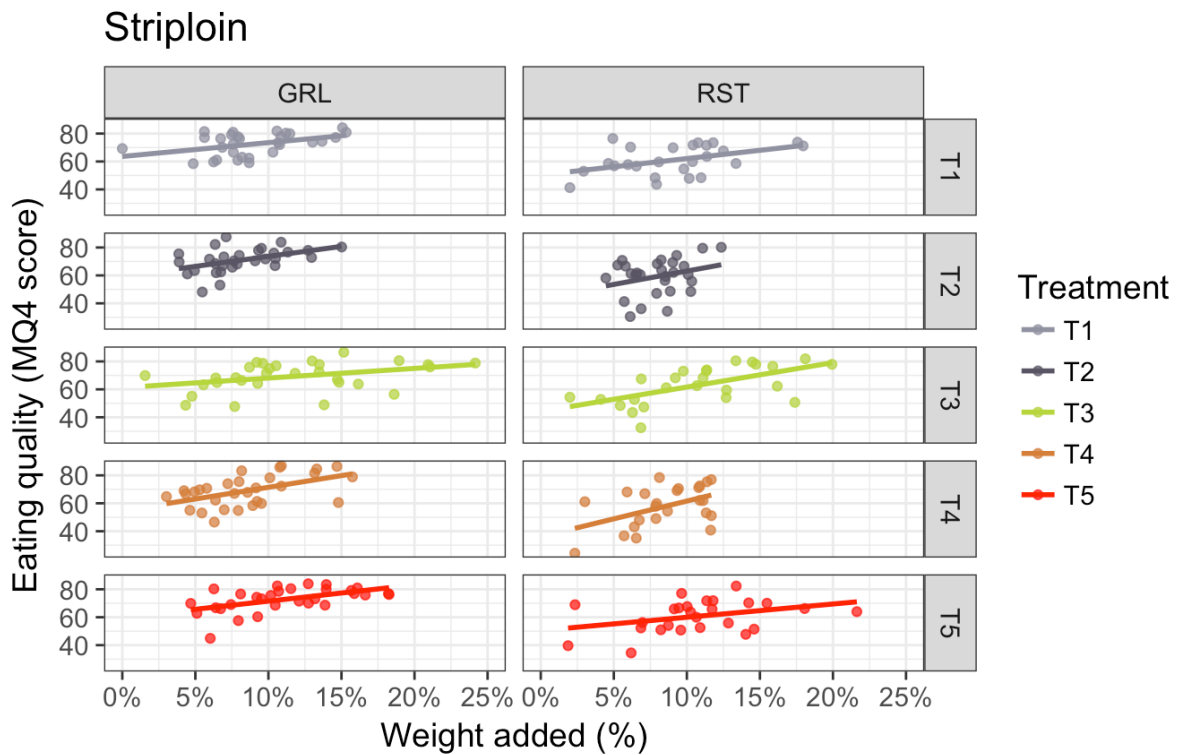 Striploin
GRL RST
80
60
40
T1
80
60
40
T2
80
60
40
T3
80
60
40
T4
80
60
40
T5
0% 5% 10% 15% 20% 25% 0% 5% 10% 15% 20% 25%
Weight added (%)
Eating quality (MQ4 score)
Treatment
T1
T2
T3
T4
T5